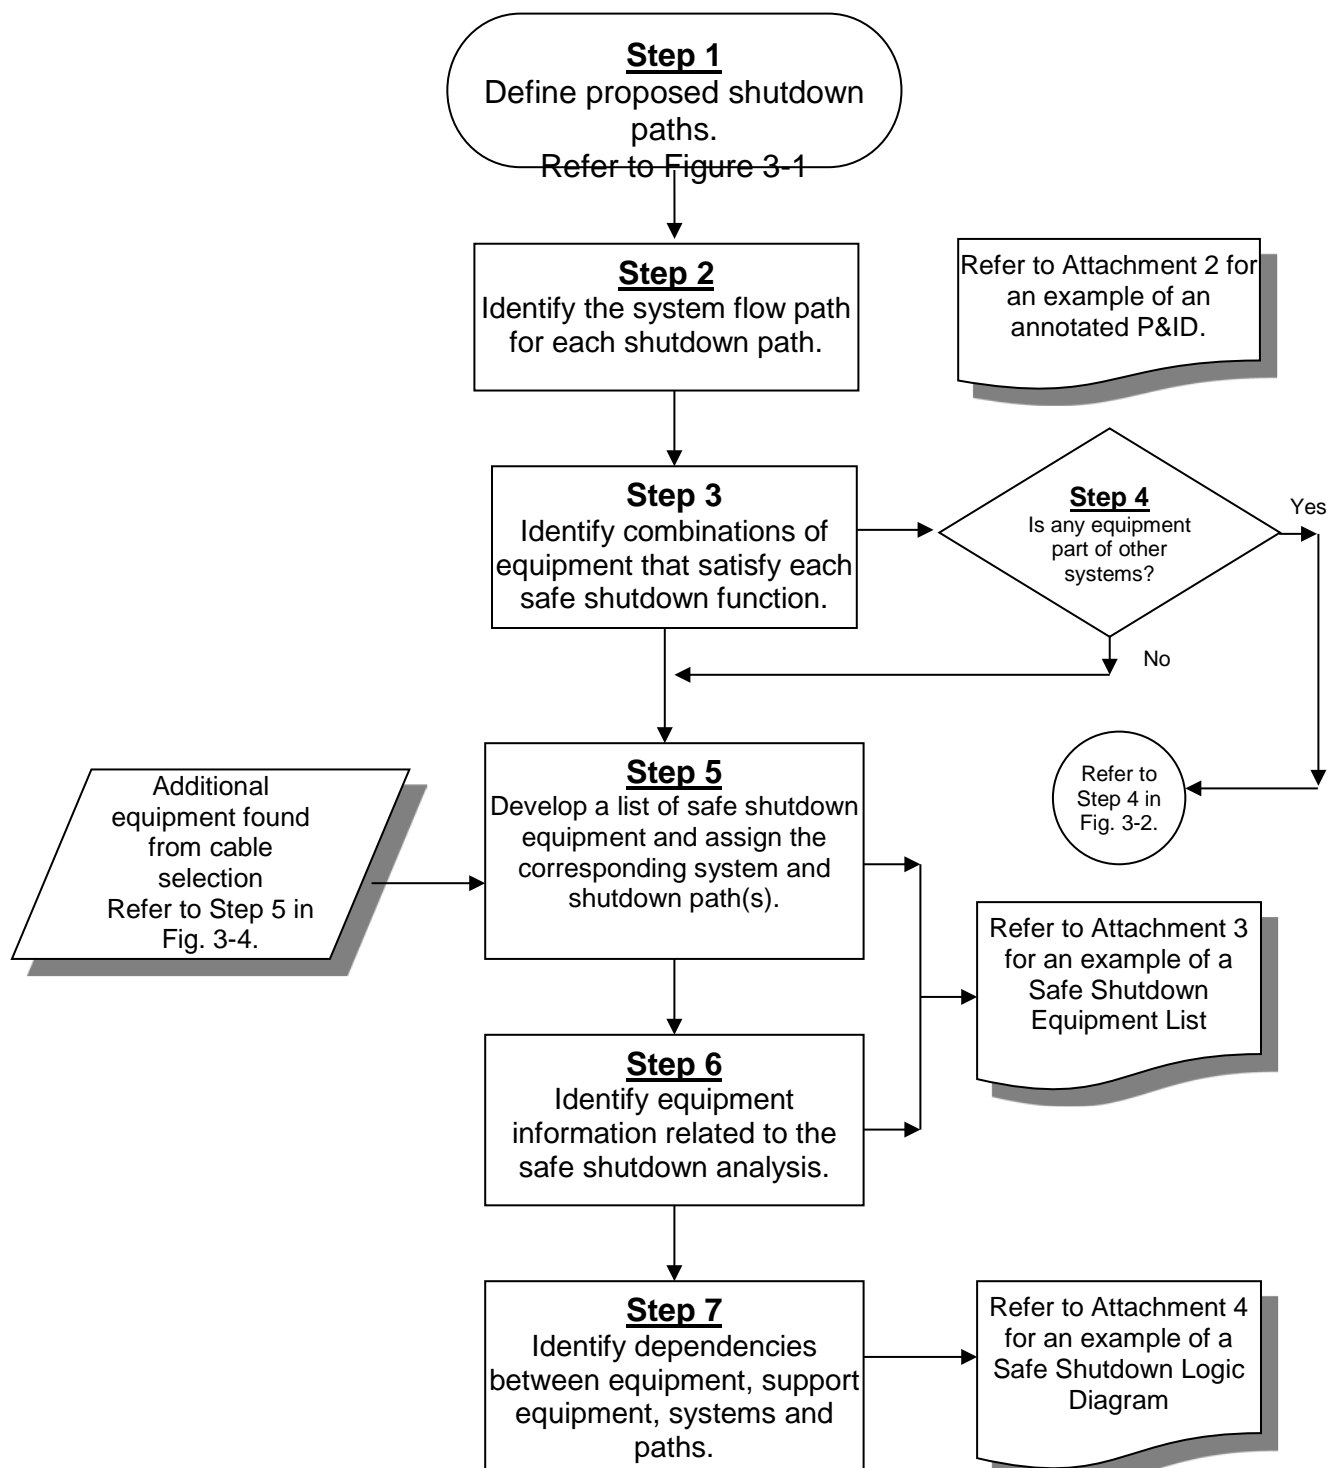 Step 1
Define proposed shutdown
paths.
Refer to Figure 3-1
Step 2
Identify the system flow path
for each shutdown path.
Refer to Attachment 2 for
an example of an
annotated P&ID.
Step 3
Identify combinations of
equipment that satisfy each
safe shutdown function.
Step 4
Is any equipment
part of other
systems?
Yes
No
Refer to
Step 4 in
Fig. 3-2.
Additional
equipment found
from cable
selection
Refer to Step 5 in
Fig. 3-4.
Step 5
Develop a list of safe shutdown
equipment and assign the
corresponding system and
shutdown path(s).
Refer to Attachment 3
for an example of a
Safe Shutdown
Equipment List
Step 6
Identify equipment
information related to the
safe shutdown analysis.
Step 7
Identify dependencies
between equipment, support
equipment, systems and
paths.
Refer to Attachment 4
for an example of a
Safe Shutdown Logic
Diagram